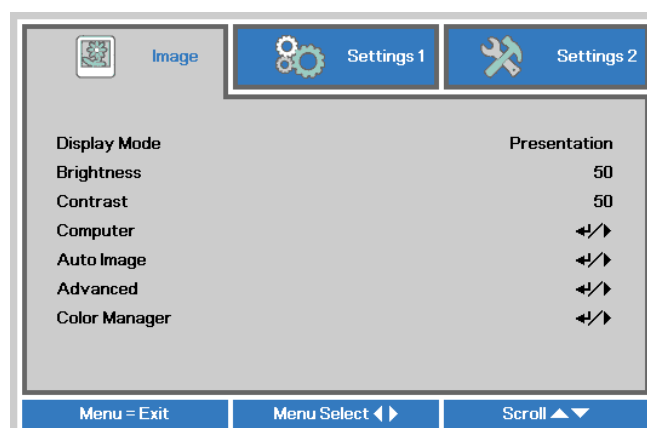 Image Settings 1 Settings 2
Display Mode Presentation
Brightness 50
Contrast 50
Computer ↵/▶
Auto Image ↵/▶
Advanced ↵/▶
Color Manager ↵/▶
Menu = Exit Menu Select ◀▶ Scroll ▲▼